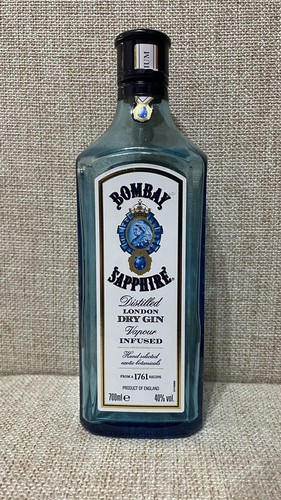 IUM
BOMBAY
SAPPHIRE®
Distilled
LONDON
DRY GIN
Vapour
INFUSED
Hand selected
exotic botanicals
FROM A 1761 RECIPE
PRODUCT OF ENGLAND
700ml e 40% vol.